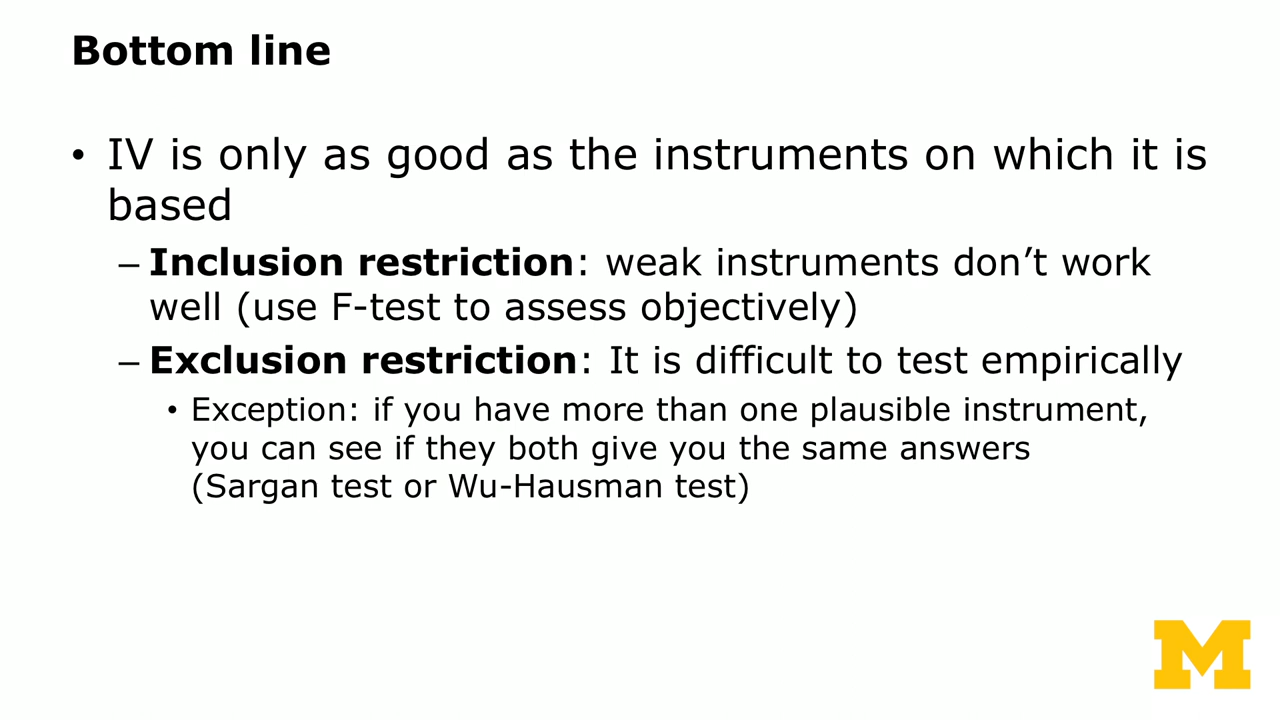 Bottom line
• IV is only as good as the instruments on which it is
based
– Inclusion restriction: weak instruments don’t work
well (use F-test to assess objectively)
– Exclusion restriction: It is difficult to test empirically
• Exception: if you have more than one plausible instrument,
you can see if they both give you the same answers
(Sargan test or Wu-Hausman test)
M